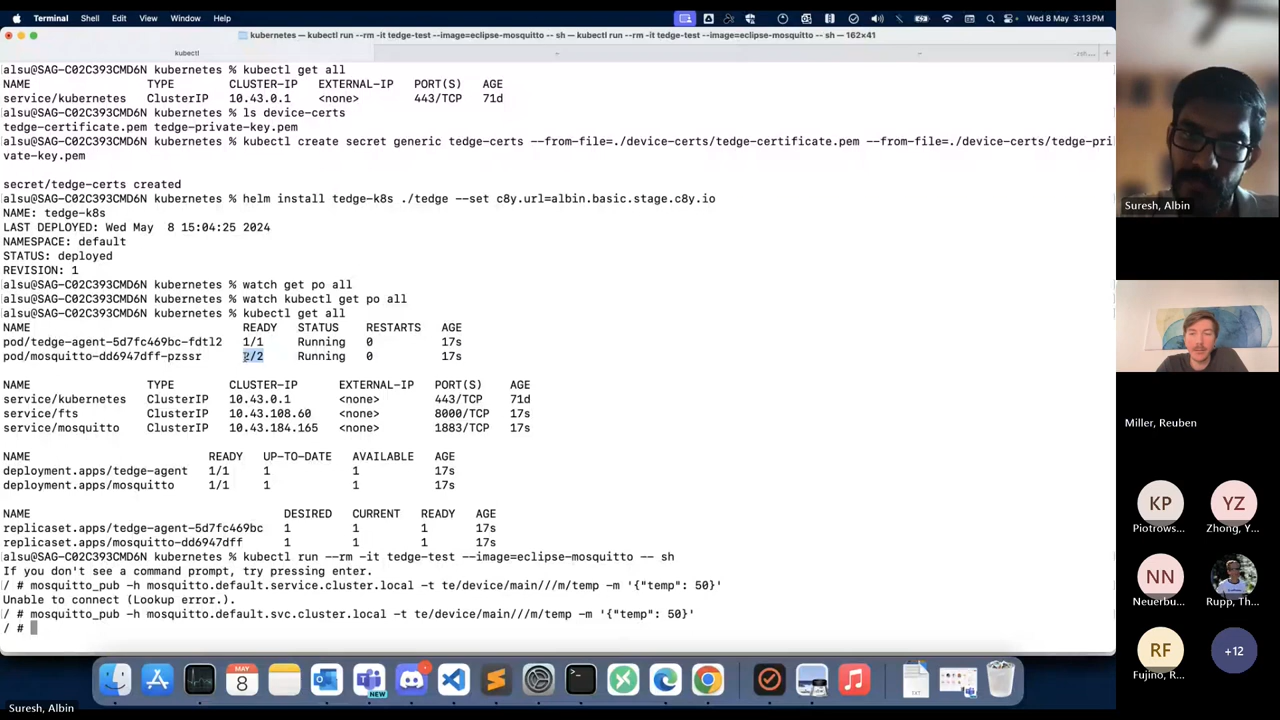 Terminal Shell Edit View Window Help
Wed 8 May 3:13 PM
kubernetes — kubectl run --rm -it tedge-test --image=eclipse-mosquitto -- sh — kubectl run --rm -it tedge-test --image=eclipse-mosquitto -- sh — 162×41
kubectl
alsu@SAG-C02C393CMD6N kubernetes % kubectl get all
NAME TYPE CLUSTER-IP EXTERNAL-IP PORT(S) AGE
service/kubernetes ClusterIP 10.43.0.1 <none> 443/TCP 71d
alsu@SAG-C02C393CMD6N kubernetes % ls device-certs
tedge-certificate.pem tedge-private-key.pem
alsu@SAG-C02C393CMD6N kubernetes % kubectl create secret generic tedge-certs --from-file=./device-certs/tedge-certificate.pem --from-file=./device-certs/tedge-pri
vate-key.pem
secret/tedge-certs created
alsu@SAG-C02C393CMD6N kubernetes % helm install tedge-k8s ./tedge --set c8y.url=albin.basic.stage.c8y.io
NAME: tedge-k8s
LAST DEPLOYED: Wed May  8 15:04:25 2024
NAMESPACE: default
STATUS: deployed
REVISION: 1
alsu@SAG-C02C393CMD6N kubernetes % watch get po all
alsu@SAG-C02C393CMD6N kubernetes % watch kubectl get po all
alsu@SAG-C02C393CMD6N kubernetes % kubectl get all
NAME READY STATUS RESTARTS AGE
pod/tedge-agent-5d7fc469bc-fdtl2 1/1 Running 0 17s
pod/mosquitto-dd6947dff-pzssr 2/2 Running 0 17s
NAME TYPE CLUSTER-IP EXTERNAL-IP PORT(S) AGE
service/kubernetes ClusterIP 10.43.0.1 <none> 443/TCP 71d
service/fts ClusterIP 10.43.108.60 <none> 8000/TCP 17s
service/mosquitto ClusterIP 10.43.184.165 <none> 1883/TCP 17s
NAME READY UP-TO-DATE AVAILABLE AGE
deployment.apps/tedge-agent 1/1 1 1 17s
deployment.apps/mosquitto 1/1 1 1 17s
NAME DESIRED CURRENT READY AGE
replicaset.apps/tedge-agent-5d7fc469bc 1 1 1 17s
replicaset.apps/mosquitto-dd6947dff 1 1 1 17s
alsu@SAG-C02C393CMD6N kubernetes % kubectl run --rm -it tedge-test --image=eclipse-mosquitto -- sh
If you don't see a command prompt, try pressing enter.
/ # mosquitto_pub -h mosquitto.default.service.cluster.local -t te/device/main///m/temp -m '{"temp": 50}'
Unable to connect (Lookup error.).
/ # mosquitto_pub -h mosquitto.default.svc.cluster.local -t te/device/main///m/temp -m '{"temp": 50}'
/ #
MAY
8
NEW
TXT
Suresh, Albin
Suresh, Albin
Miller, Reuben
KP
Piotrows...
YZ
Zhong, Y...
NN
Neuerbu...
Rupp, Th...
RF
Fujino, R...
+12